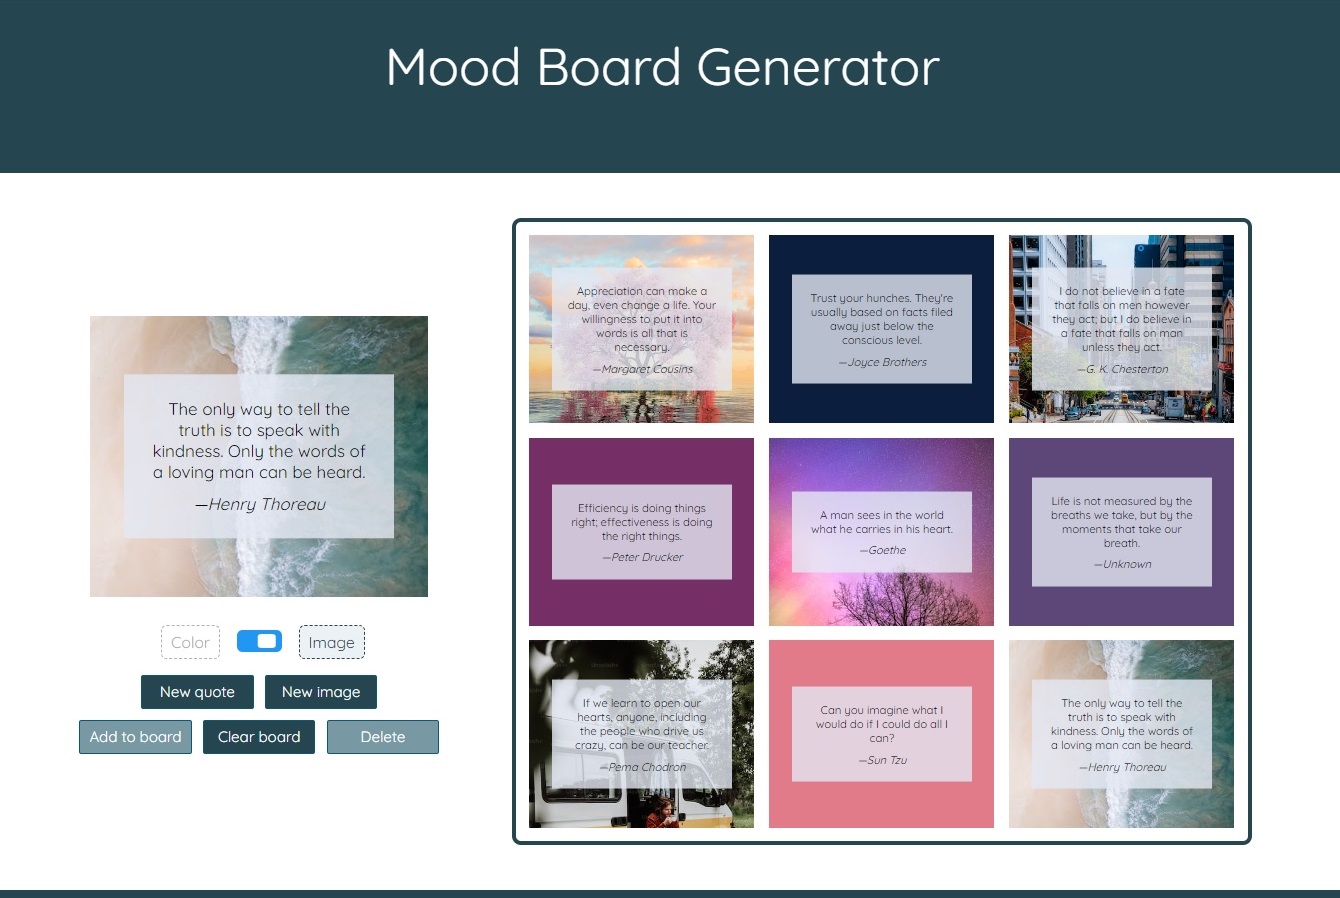 Mood Board Generator
The only way to tell the
truth is to speak with
kindness. Only the words of
a loving man can be heard.
—Henry Thoreau
Color
Image
New quote
New image
Add to board
Clear board
Delete
Appreciation can make a
day, even change a life. Your
willingness to put it into
words is all that is
necessary.
—Margaret Cousins
Trust your hunches. They're
usually based on facts filed
away just below the
conscious level.
—Joyce Brothers
I do not believe in a fate
that falls on men however
they act; but I do believe in
a fate that falls on man
unless they act.
—G. K. Chesterton
Efficiency is doing things
right; effectiveness is doing
the right things.
—Peter Drucker
A man sees in the world
what he carries in his heart.
—Goethe
Life is not measured by the
breaths we take, but by the
moments that take our
breath.
—Unknown
If we learn to open our
hearts, anyone, including
the people who drive us
crazy, can be our teacher.
—Pema Chodron
Can you imagine what I
would do if I could do all I
can?
—Sun Tzu
The only way to tell the
truth is to speak with
kindness. Only the words of
a loving man can be heard.
—Henry Thoreau